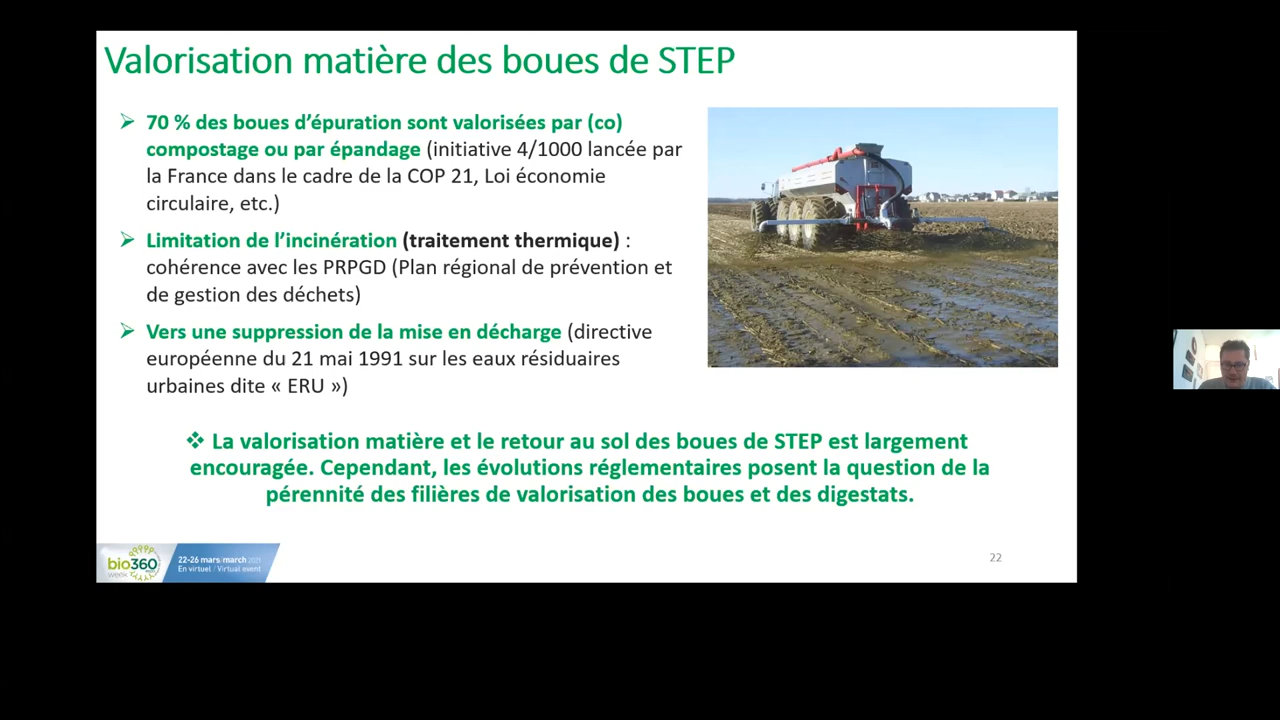 Valorisation matière des boues de STEP
➢ 70 % des boues d'épuration sont valorisées par (co)
compostage ou par épandage (initiative 4/1000 lancée par
la France dans le cadre de la COP 21, Loi économie
circulaire, etc.)
➢ Limitation de l'incinération (traitement thermique) :
cohérence avec les PRPGD (Plan régional de prévention et
de gestion des déchets)
➢ Vers une suppression de la mise en décharge (directive
européenne du 21 mai 1991 sur les eaux résiduaires
urbaines dite « ERU »)
❖ La valorisation matière et le retour au sol des boues de STEP est largement
encouragée. Cependant, les évolutions réglementaires posent la question de la
pérennité des filières de valorisation des boues et des digestats.
bio360
week
22-26 mars/march 2021
En virtuel / Virtual event
22